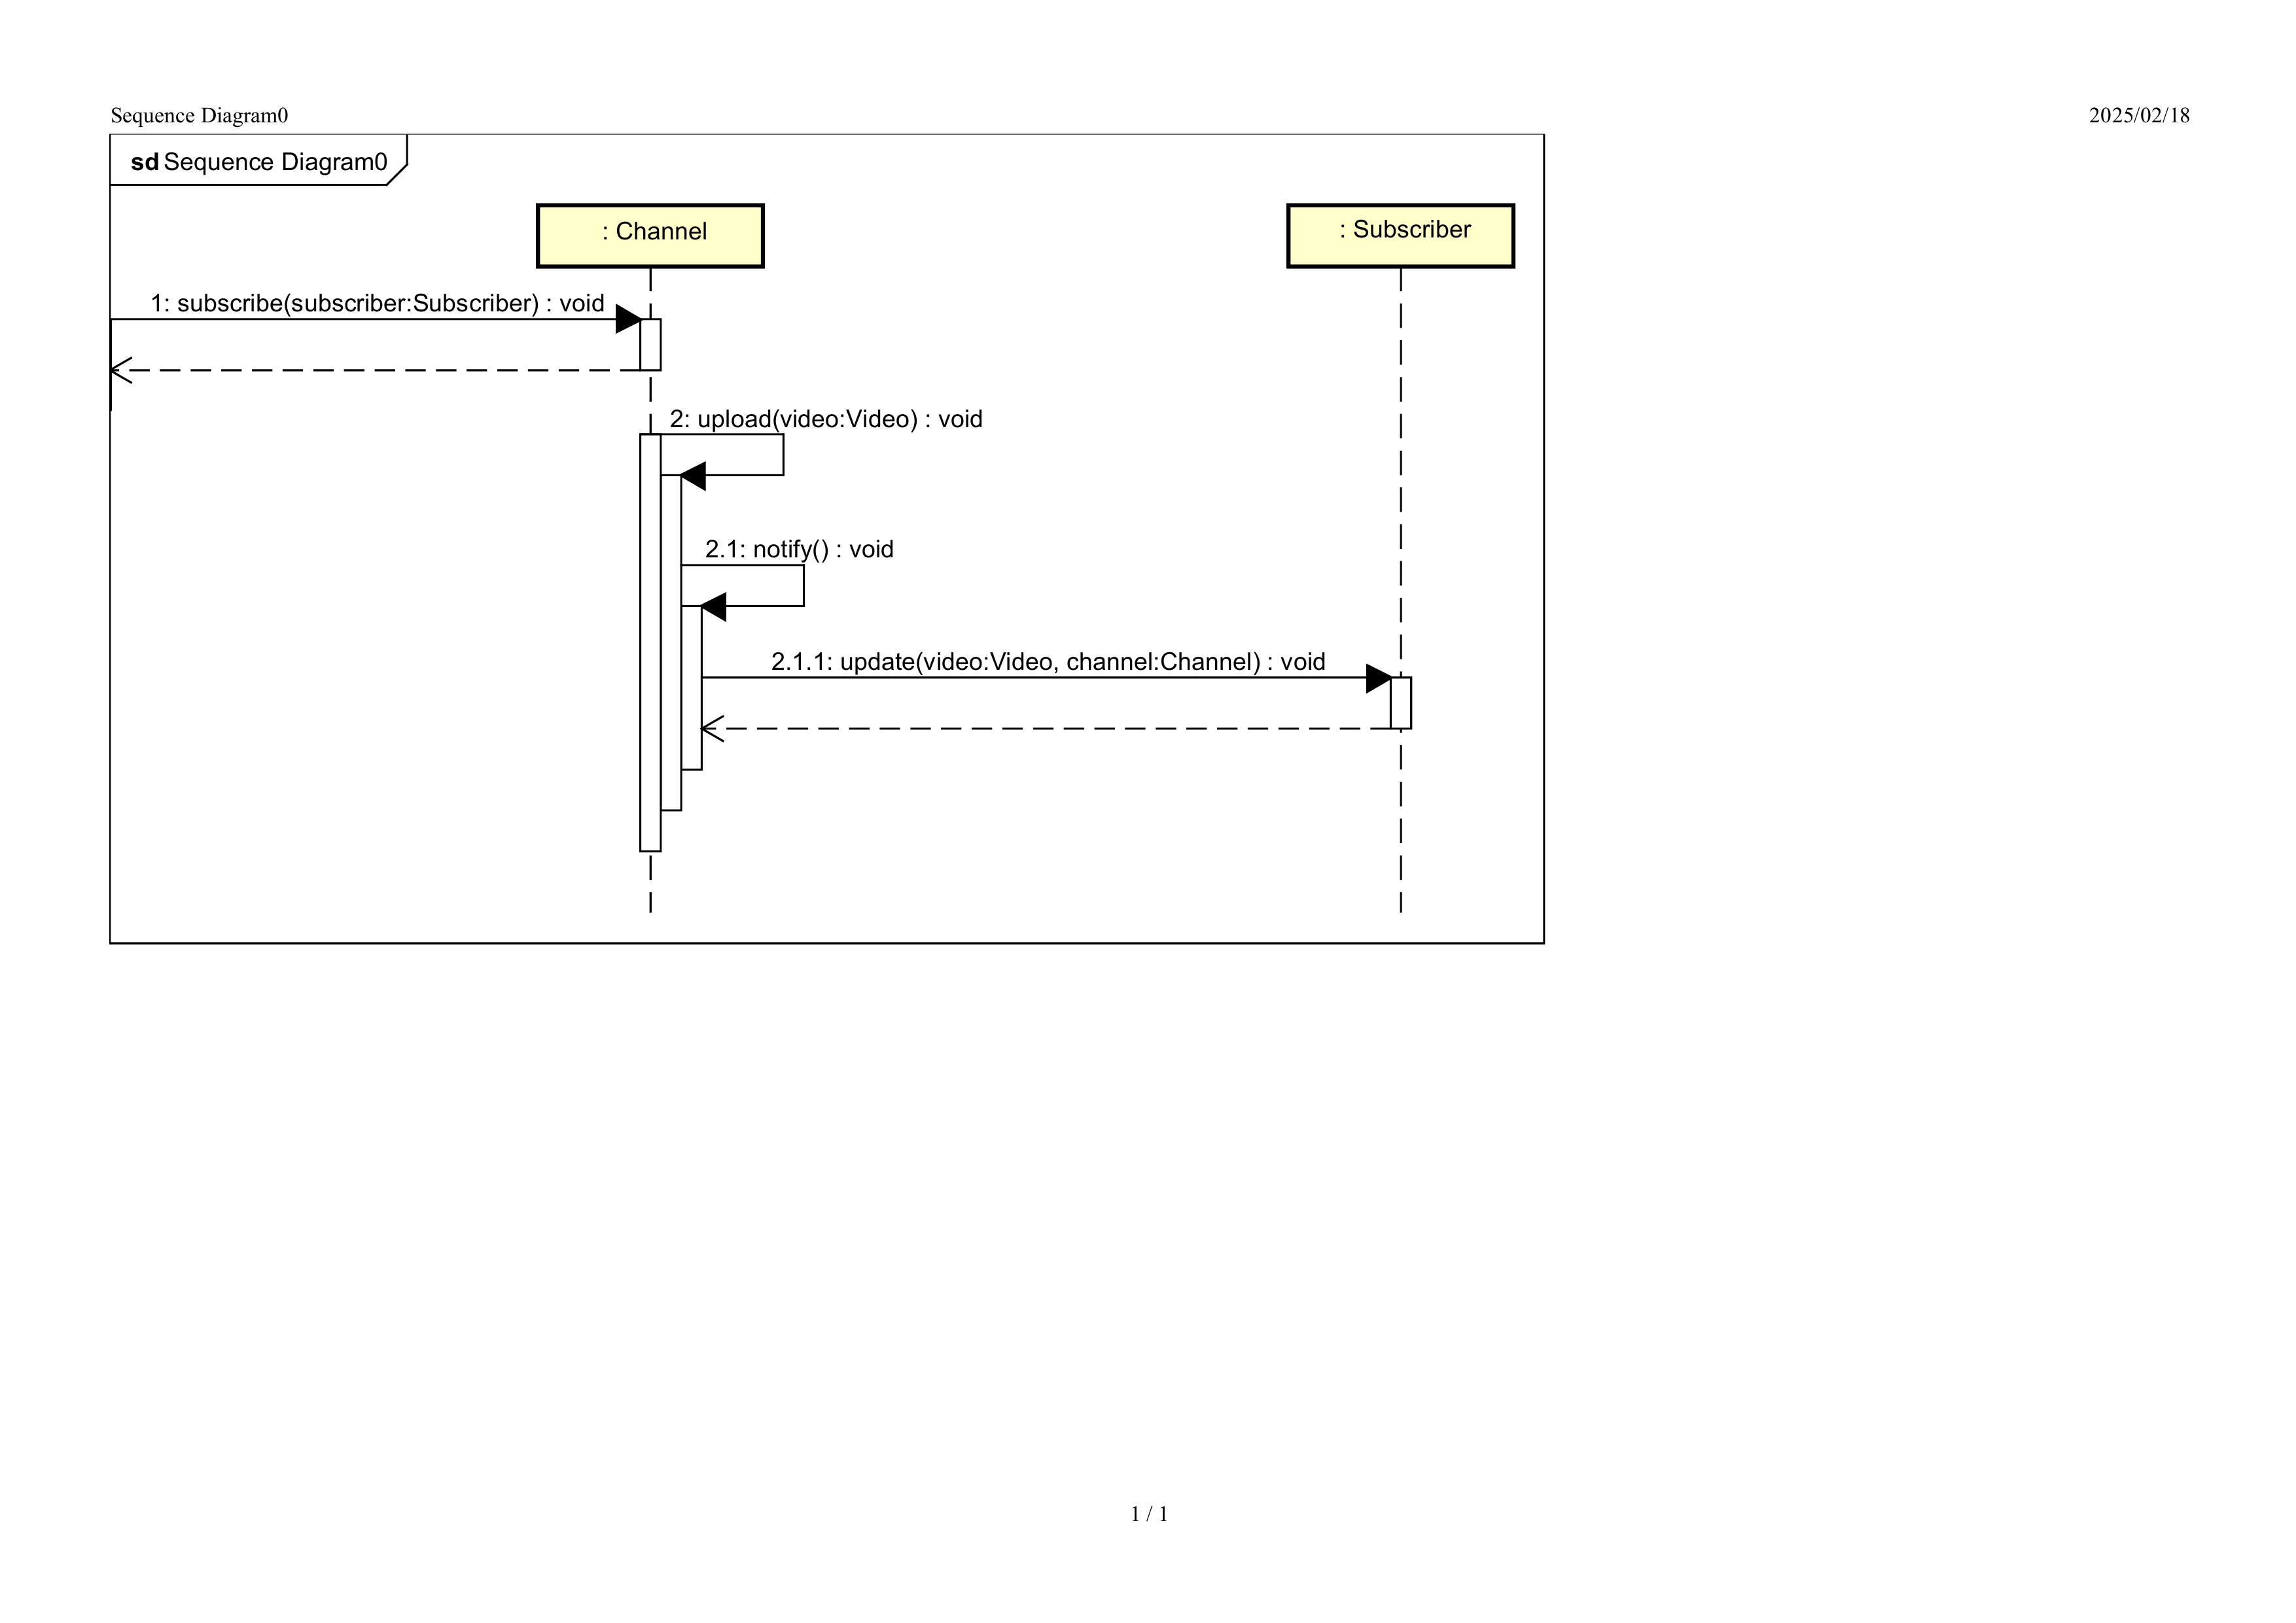 Sequence Diagram0
2025/02/18
sd Sequence Diagram0
: Channel
: Subscriber
1: subscribe(subscriber:Subscriber) : void
2: upload(video:Video) : void
2.1: notify() : void
2.1.1: update(video:Video, channel:Channel) : void
1 / 1